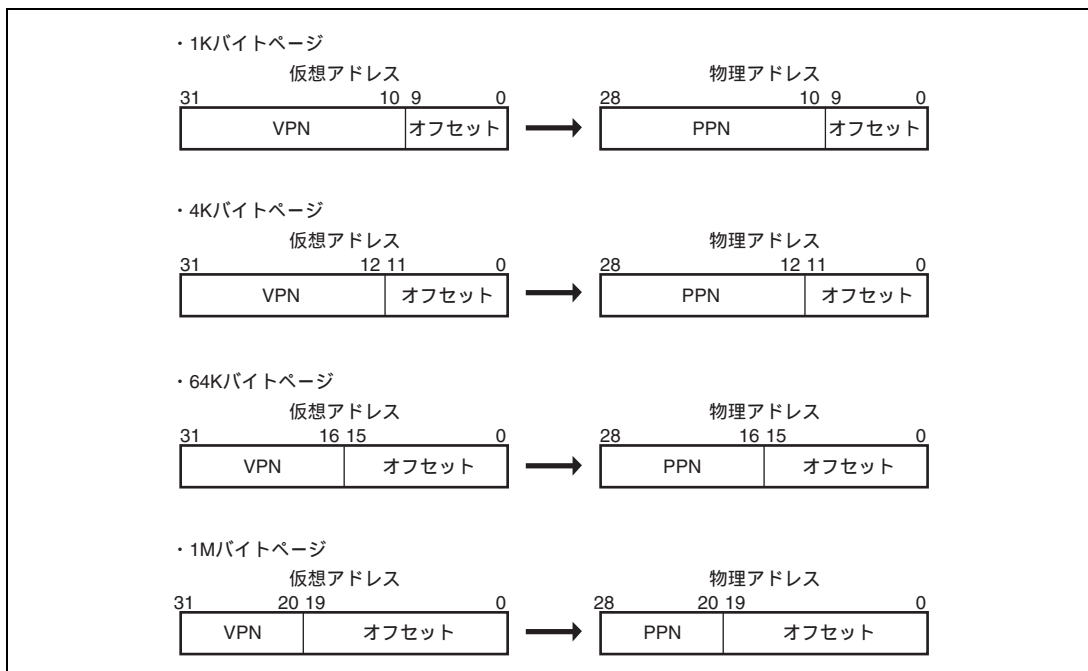 ・1Kバイトページ
仮想アドレス 物理アドレス
31 10 9 0 28 10 9 0
VPN オフセット PPN オフセット
・4Kバイトページ
仮想アドレス 物理アドレス
31 12 11 0 28 12 11 0
VPN オフセット PPN オフセット
・64Kバイトページ
仮想アドレス 物理アドレス
31 16 15 0 28 16 15 0
VPN オフセット PPN オフセット
・1Mバイトページ
仮想アドレス 物理アドレス
31 20 19 0 28 20 19 0
VPN オフセット PPN オフセット